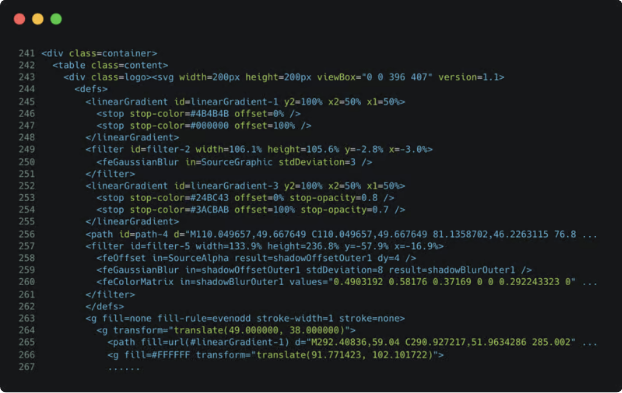 241 <div class=container>
242 <table class=content>
243 <div class=logo><svg width=200px height=200px viewBox="0 0 396 407" version=1.1>
244 <defs>
245 <linearGradient id=linearGradient-1 y2=100% x2=50% x1=50%>
246 <stop stop-color=#4B4B4B offset=0% />
247 <stop stop-color=#000000 offset=100% />
248 </linearGradient>
249 <filter id=filter-2 width=106.1% height=105.6% y=-2.8% x=-3.0%>
250 <feGaussianBlur in=SourceGraphic stdDeviation=3 />
251 </filter>
252 <linearGradient id=linearGradient-3 y2=100% x2=50% x1=50%>
253 <stop stop-color=#24BC43 offset=0% stop-opacity=0.8 />
254 <stop stop-color=#3ACBAB offset=100% stop-opacity=0.7 />
255 </linearGradient>
256 <path id=path-4 d="M110.049657,49.667649 C110.049657,49.667649 81.1358702,46.2263115 76.8 ...
257 <filter id=filter-5 width=133.9% height=236.8% y=-57.9% x=-16.9%>
258 <feOffset in=SourceAlpha result=shadowOffsetOuter1 dy=4 />
259 <feGaussianBlur in=shadowOffsetOuter1 stdDeviation=8 result=shadowBlurOuter1 />
260 <feColorMatrix in=shadowBlurOuter1 values="0.4903192 0.58176 0.37169 0 0 0.292243323 0" ...
261 </filter>
262 </defs>
263 <g fill=none fill-rule=evenodd stroke-width=1 stroke=none>
264 <g transform="translate(49.000000, 38.000000)">
265 <path fill=url(#linearGradient-1) d="M292.40836,59.04 C290.927217,51.9634286 285.002" ...
266 <g fill=#FFFFFF transform="translate(91.771423, 102.101722)">
267 ......